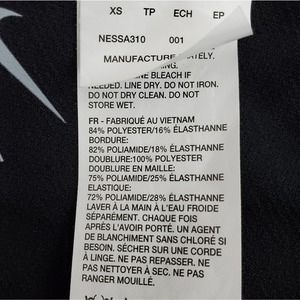 XS TP ECH EP
NESSA310 001
MANUFACTURE
ATELY.
INE BLEACH IF
NEEDED. LINE DRY. DO NOT IRON.
DO NOT DRY CLEAN. DO NOT
STORE WET.
FR - FABRIQUÉ AU VIETNAM
84% POLYESTER/16% ÉLASTHANNE
BORDURE:
82% POLIAMIDE/18% ÉLASTHANNE
DOUBLURE:100% POLYESTER
DOUBLURE EN MAILLE:
75% POLIAMIDE/25% ÉLASTHANNE
ELASTIQUE:
72% POLIAMIDE/28% ÉLASTHANNE
LAVER À LA MAIN À L'EAU FROIDE
SÉPARÉMENT. CHAQUE FOIS
APRÈS L'AVOIR PORTÉ. UN AGENT
DE BLANCHIMENT SANS CHLORÉ SI
BESOIN. SÉCHER SUR UNE CORDE
À LINGE. NE PAS REPASSER. NE
PAS NETTOYER À SEC. NE PAS
RANGER MOUILLÉ.